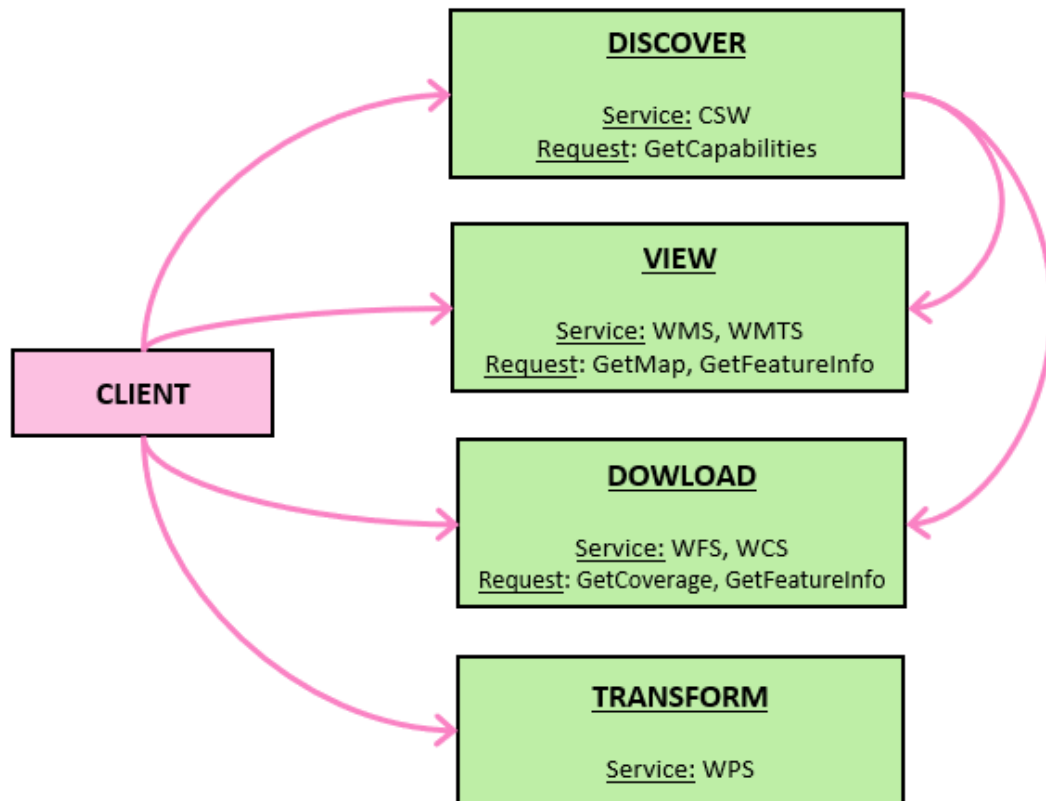 DISCOVER
Service: CSW
Request: GetCapabilities
VIEW
Service: WMS, WMTS
Request: GetMap, GetFeatureInfo
CLIENT
DOWLOAD
Service: WFS, WCS
Request: GetCoverage, GetFeatureInfo
TRANSFORM
Service: WPS